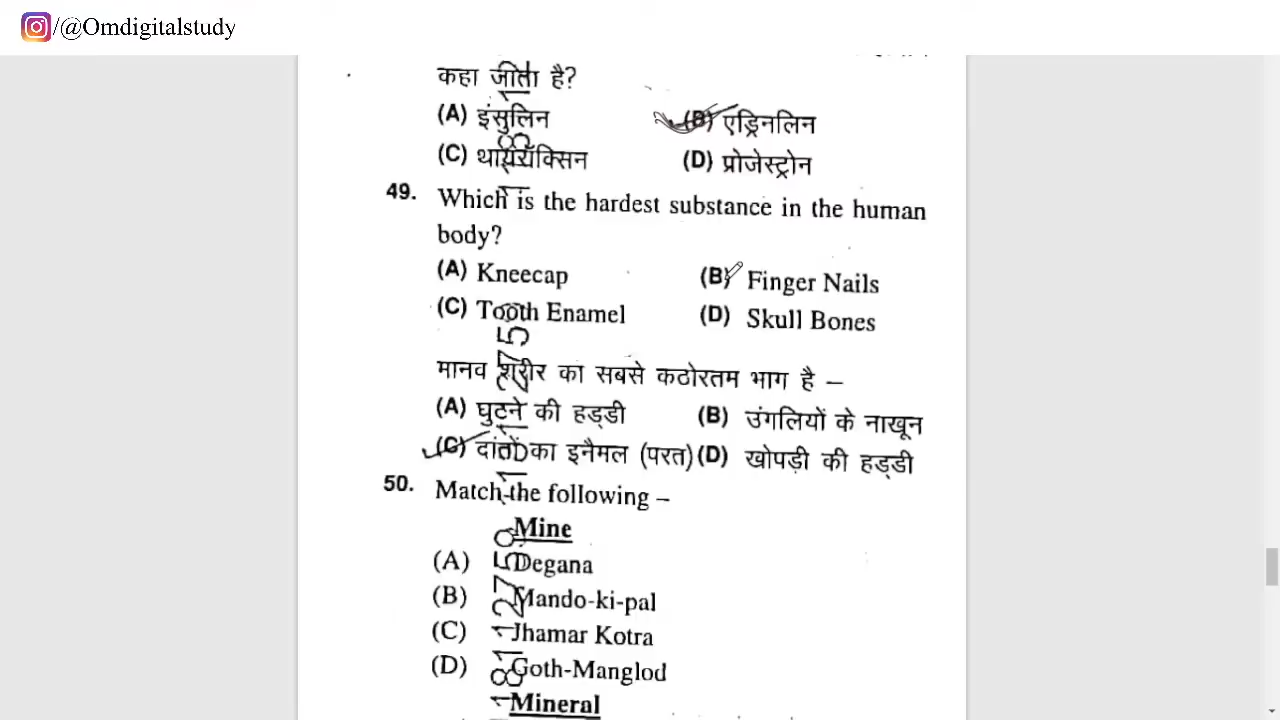 /@Omdigitalstudy
कहा जाता है?
(A) इंसुलिन (B) एड्रिनलिन
(C) थायरॉक्सिन (D) प्रोजेस्ट्रोन
49. Which is the hardest substance in the human
body?
(A) Kneecap (B) Finger Nails
(C) Tooth Enamel (D) Skull Bones
मानव शरीर का सबसे कठोरतम भाग है –
(A) घुटने की हड्डी (B) उंगलियों के नाखून
(C) दांतों का इनैमल (परत) (D) खोपड़ी की हड्डी
50. Match the following –
Mine
(A) Degana
(B) Mando-ki-pal
(C) Jhamar Kotra
(D) Goth-Manglod
Mineral